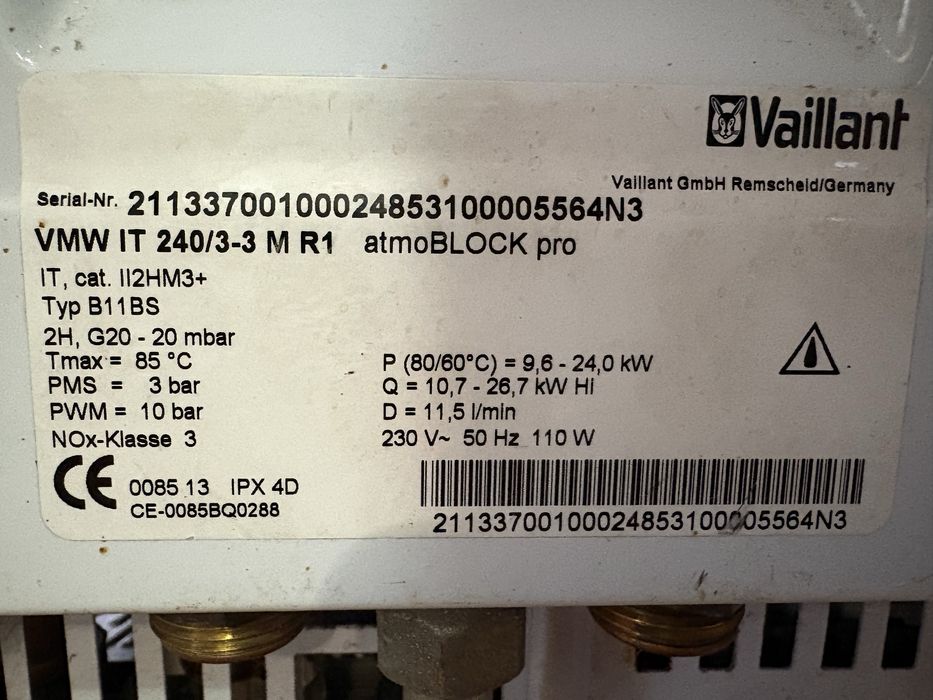 Vaillant
Vaillant GmbH Remscheid/Germany
Serial-Nr. 2113370010002485310005564N3
VMW IT 240/3-3 M R1 atmoBLOCK pro
IT, cat. II2HM3+
Typ B11BS
2H, G20 - 20 mbar
Tmax = 85 °C P (80/60°C) = 9,6 - 24,0 kW
PMS = 3 bar Q = 10,7 - 26,7 kW Hi
PWM = 10 bar D = 11,5 l/min
NOx-Klasse 3 230 V~ 50 Hz 110 W
CE 0085 13 IPX 4D
CE-0085BQ0288
21133700100024853100005564N3